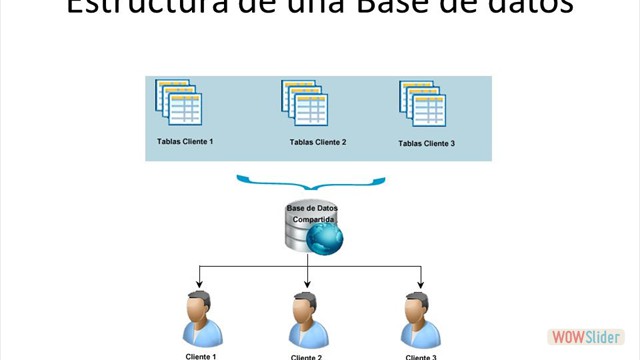 Estructura de una Base de datos
Tablas Cliente 1
Tablas Cliente 2
Tablas Cliente 3
Base de Datos
Compartida
Cliente 1
Cliente 2
Cliente 3
WOWSlider